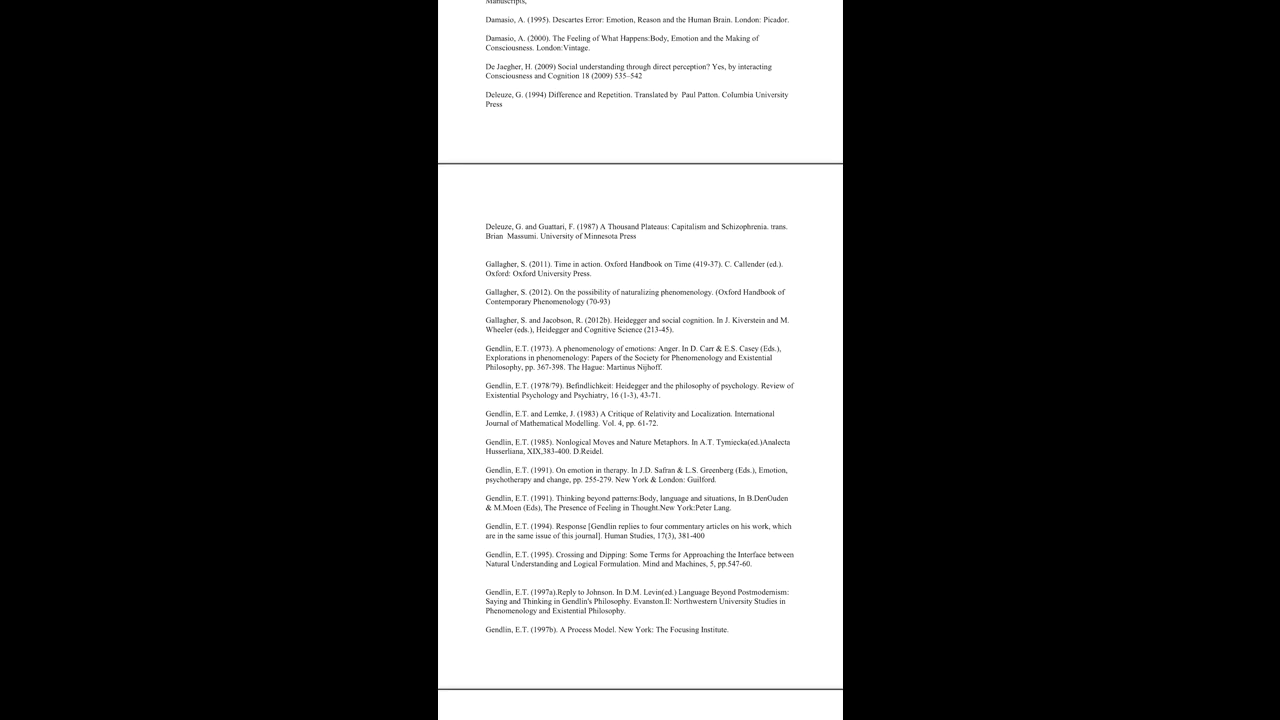 Manuscripts,
Damasio, A. (1995). Descartes Error: Emotion, Reason and the Human Brain. London: Picador.
Damasio, A. (2000). The Feeling of What Happens:Body, Emotion and the Making of
Consciousness. London:Vintage.
De Jaegher, H. (2009) Social understanding through direct perception? Yes, by interacting
Consciousness and Cognition 18 (2009) 535–542
Deleuze, G. (1994) Difference and Repetition. Translated by  Paul Patton. Columbia University
Press
Deleuze, G. and Guattari, F. (1987) A Thousand Plateaus: Capitalism and Schizophrenia. trans.
Brian  Massumi. University of Minnesota Press
Gallagher, S. (2011). Time in action. Oxford Handbook on Time (419-37). C. Callender (ed.).
Oxford: Oxford University Press.
Gallagher, S. (2012). On the possibility of naturalizing phenomenology. (Oxford Handbook of
Contemporary Phenomenology (70-93)
Gallagher, S. and Jacobson, R. (2012b). Heidegger and social cognition. In J. Kiverstein and M.
Wheeler (eds.), Heidegger and Cognitive Science (213-45).
Gendlin, E.T. (1973). A phenomenology of emotions: Anger. In D. Carr & E.S. Casey (Eds.),
Explorations in phenomenology: Papers of the Society for Phenomenology and Existential
Philosophy, pp. 367-398. The Hague: Martinus Nijhoff.
Gendlin, E.T. (1978/79). Befindlichkeit: Heidegger and the philosophy of psychology. Review of
Existential Psychology and Psychiatry, 16 (1-3), 43-71.
Gendlin, E.T. and Lemke, J. (1983) A Critique of Relativity and Localization. International
Journal of Mathematical Modelling. Vol. 4, pp. 61-72.
Gendlin, E.T. (1985). Nonlogical Moves and Nature Metaphors. In A.T. Tymiecka(ed.)Analecta
Husserliana, XIX,383-400. D.Reidel.
Gendlin, E.T. (1991). On emotion in therapy. In J.D. Safran & L.S. Greenberg (Eds.), Emotion,
psychotherapy and change, pp. 255-279. New York & London: Guilford.
Gendlin, E.T. (1991). Thinking beyond patterns:Body, language and situations, In B.DenOuden
& M.Moen (Eds), The Presence of Feeling in Thought.New York:Peter Lang.
Gendlin, E.T. (1994). Response [Gendlin replies to four commentary articles on his work, which
are in the same issue of this journal]. Human Studies, 17(3), 381-400
Gendlin, E.T. (1995). Crossing and Dipping: Some Terms for Approaching the Interface between
Natural Understanding and Logical Formulation. Mind and Machines, 5, pp.547-60.
Gendlin, E.T. (1997a).Reply to Johnson. In D.M. Levin(ed.) Language Beyond Postmodernism:
Saying and Thinking in Gendlin's Philosophy. Evanston.Il: Northwestern University Studies in
Phenomenology and Existential Philosophy.
Gendlin, E.T. (1997b). A Process Model. New York: The Focusing Institute.